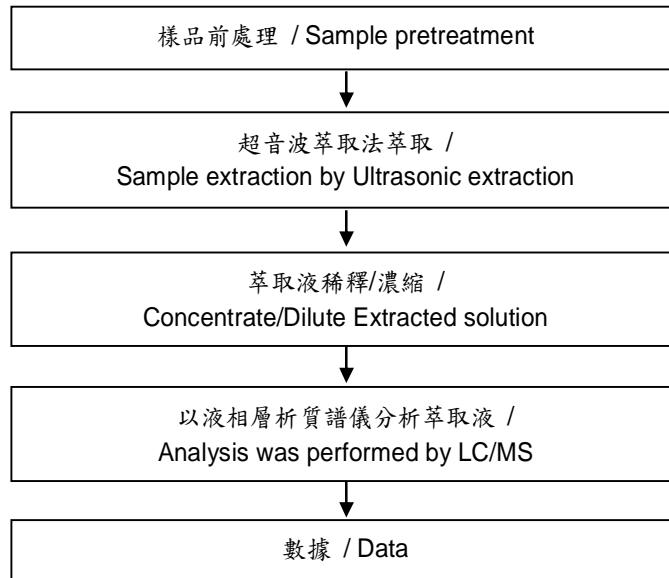 樣品前處理 / Sample pretreatment
超音波萃取法萃取 /
Sample extraction by Ultrasonic extraction
萃取液稀釋/濃縮 /
Concentrate/Dilute Extracted solution
以液相層析質譜儀分析萃取液 /
Analysis was performed by LC/MS
數據 / Data